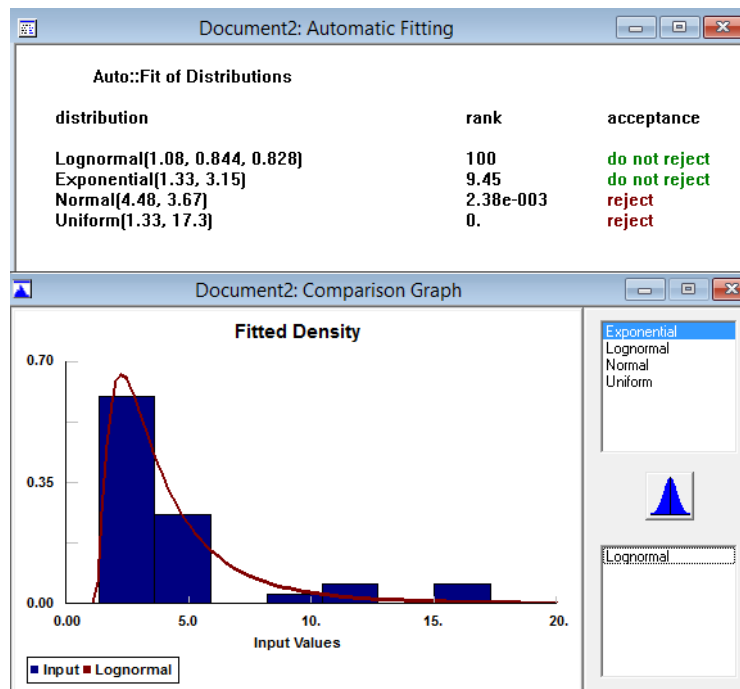 Document2: Automatic Fitting
Auto::Fit of Distributions
distribution rank acceptance
Lognormal(1.08, 0.844, 0.828) 100 do not reject
Exponential(1.33, 3.15) 9.45 do not reject
Normal(4.48, 3.67) 2.38e-003 reject
Uniform(1.33, 17.3) 0. reject
Document2: Comparison Graph
Fitted Density
0.70
0.35
0.00
0.00 5.0 10. 15. 20.
Input Values
Input Lognormal
Exponential
Lognormal
Normal
Uniform
Lognormal